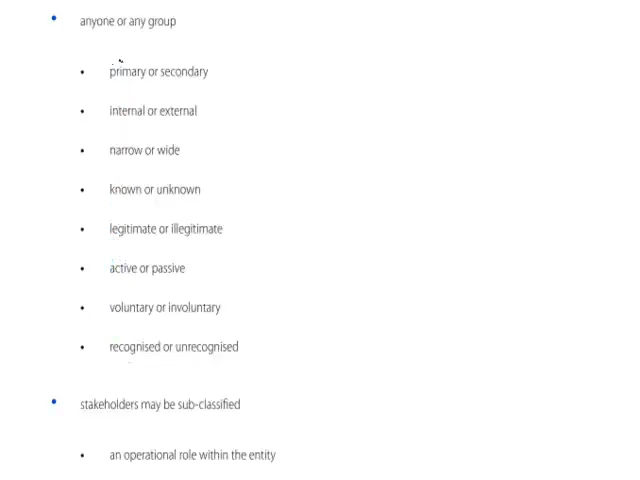 • anyone or any group
• primary or secondary
• internal or external
• narrow or wide
• known or unknown
• legitimate or illegitimate
• active or passive
• voluntary or involuntary
• recognised or unrecognised
• stakeholders may be sub-classified
• an operational role within the entity